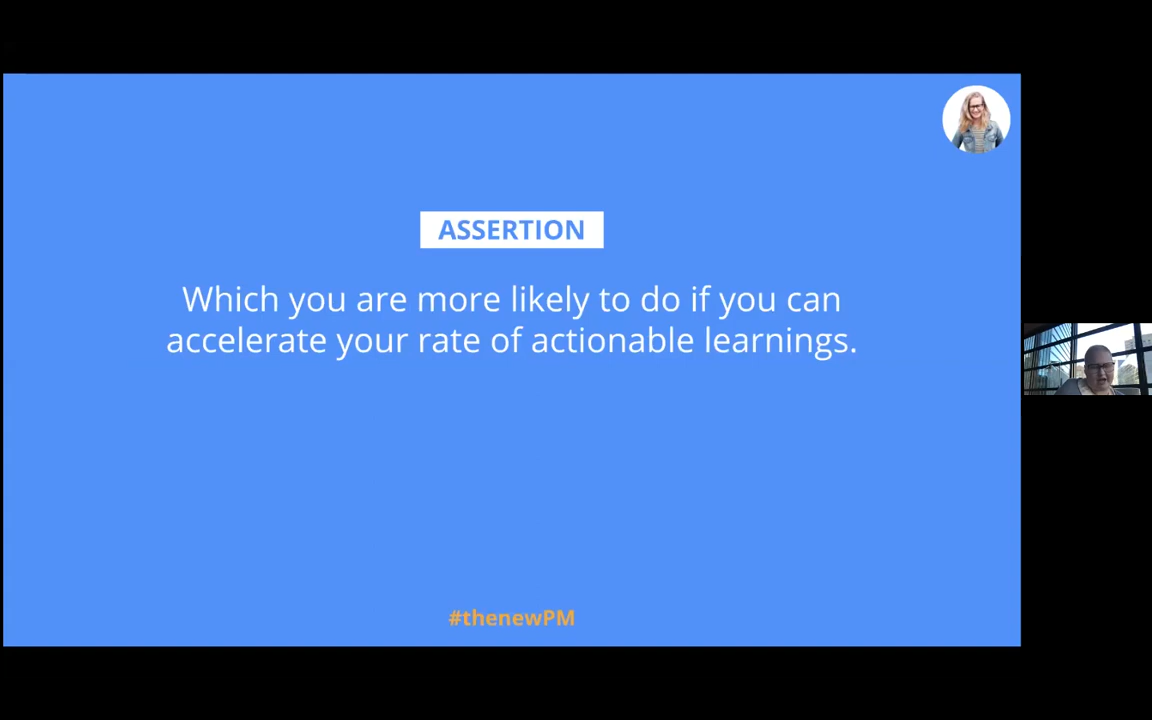 ASSERTION
Which you are more likely to do if you can
accelerate your rate of actionable learnings.
#thenewPM